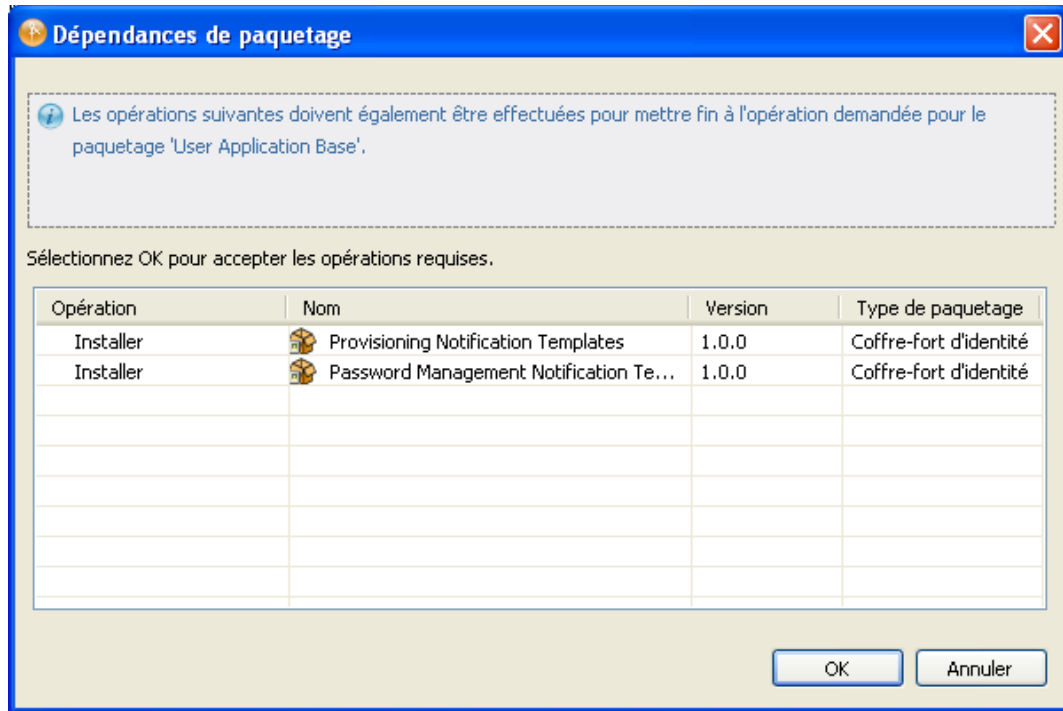 Dépendances de paquetage
Les opérations suivantes doivent également être effectuées pour mettre fin à l'opération demandée pour le
paquetage 'User Application Base'.
Sélectionnez OK pour accepter les opérations requises.
Opération Nom Version Type de paquetage
Installer Provisioning Notification Templates 1.0.0 Coffre-fort d'identité
Installer Password Management Notification Te... 1.0.0 Coffre-fort d'identité
OK Annuler